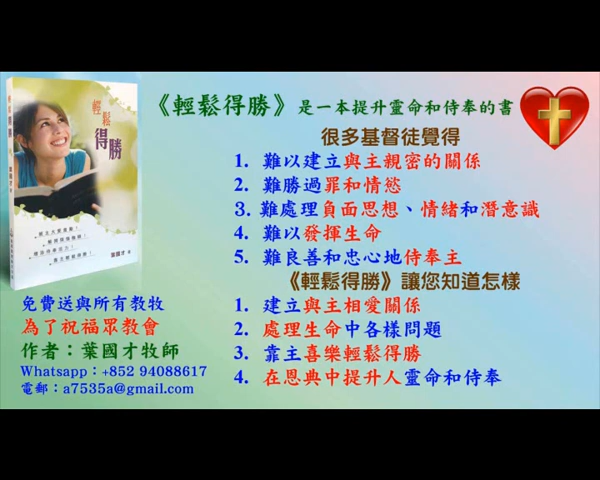 《輕鬆得勝》是一本提升靈命和侍奉的書
很多基督徒覺得
1. 難以建立與主親密的關係
2. 難勝過罪和情慾
3. 難處理負面思想、情緒和潛意識
4. 難以發揮生命
5. 難良善和忠心地侍奉主
《輕鬆得勝》讓您知道怎樣
1. 建立與主相愛關係
2. 處理生命中各樣問題
3. 靠主喜樂輕鬆得勝
4. 在恩典中提升人靈命和侍奉
輕鬆
得勝
葉國才 著
輕鬆得勝
免費送與所有教牧
為了祝福眾教會
作者：葉國才牧師
Whatsapp：+852 94088617
電郵：a7535a@gmail.com